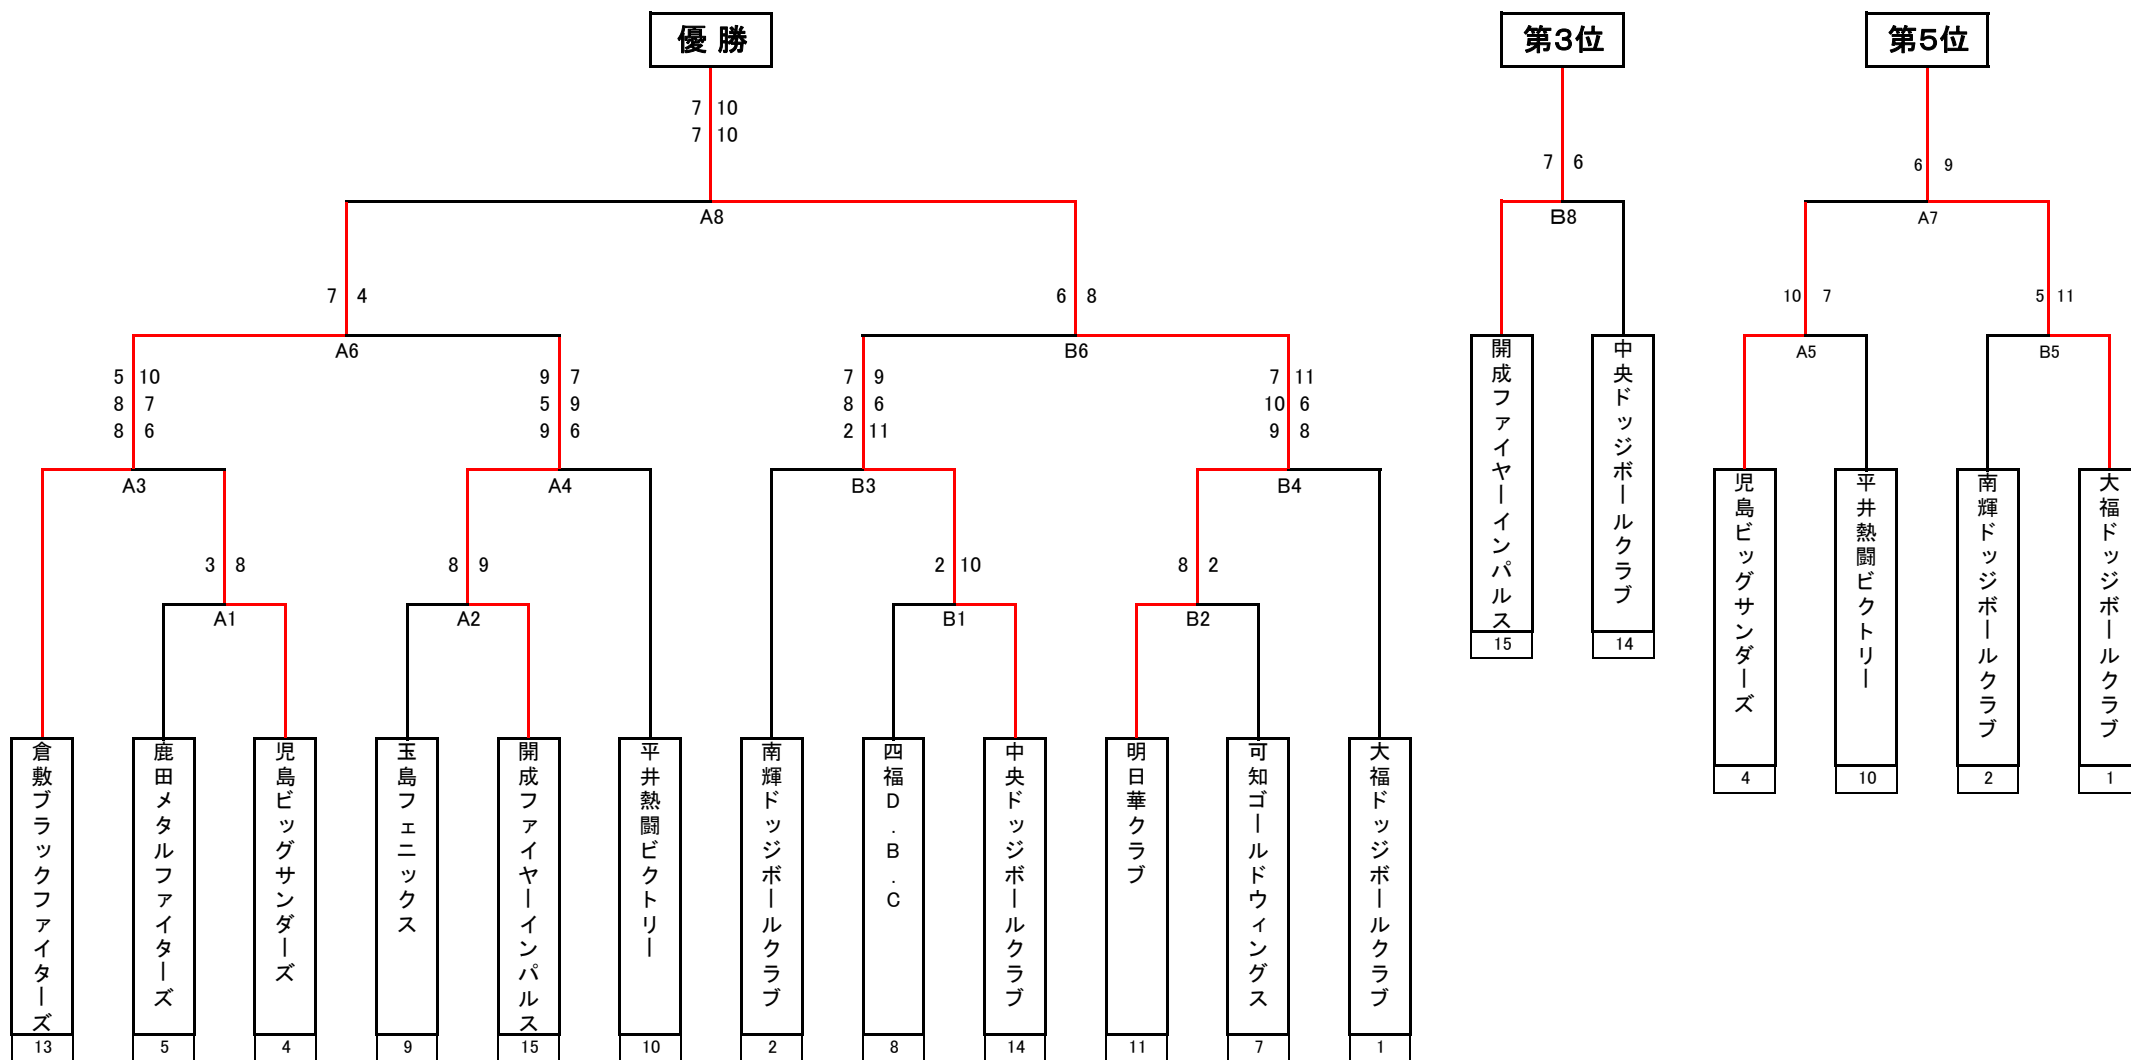 優 勝
第3位
第5位
7 10
7 10
7 6
6 9
A8
B8
A7
7 4
6 8
10 7
5 11
A6
B6
A5
B5
5 10
8 7
8 6
9 7
5 9
9 6
7 9
8 6
2 11
7 11
10 6
9 8
A3
A4
B3
B4
3 8
8 9
2 10
8 2
A1
A2
B1
B2
開成ファイヤーインパルス
15
中央ドッジボールクラブ
14
児島ビッグサンダーズ
4
平井熱闘ビクトリー
10
南輝ドッジボールクラブ
2
大福ドッジボールクラブ
1
倉敷ブラックファイターズ
13
鹿田メタルファイターズ
5
児島ビッグサンダーズ
4
玉島フェニックス
9
開成ファイヤーインパルス
15
平井熱闘ビクトリー
10
南輝ドッジボールクラブ
2
四福D.B.C
8
中央ドッジボールクラブ
14
明日華クラブ
11
可知ゴールドウィングス
7
大福ドッジボールクラブ
1